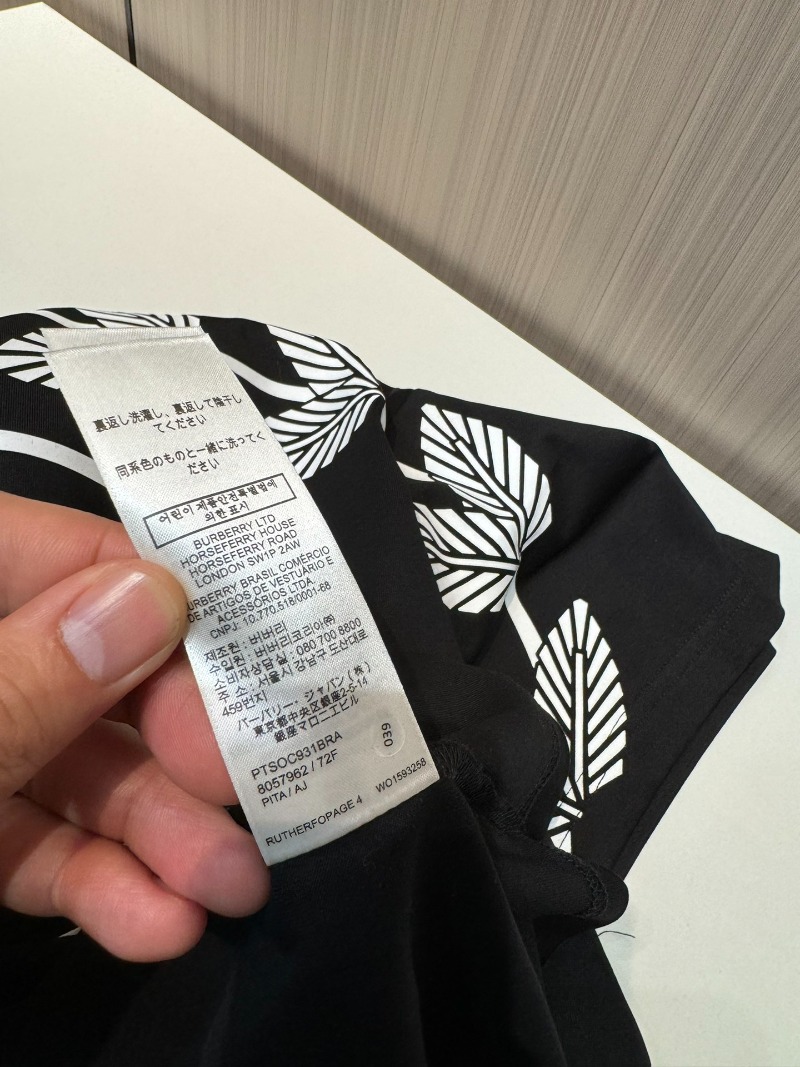 裏返し洗濯し、裏返して陰干し
てください
同系色のものと一緒に洗ってく
ださい
어린이제품안전특별법에
의한 표시
BURBERRY LTD
HORSEFERRY HOUSE
HORSEFERRY ROAD
LONDON SW1P 2AW
URBERRY BRASIL COMÉRCIO
DE ARTIGOS DE VESTUÁRIO E
ACESSÓRIOS LTDA.
CNPJ: 10.770.518/0001-68
제조원 : 버버리
수입원 : 버버리코리아㈜
소비자상담실 : 080 700 8800
주 소 : 서울시 강남구 도산대로
459번지
バーバリー・ジャパン(株)
東京都中央区銀座2-5-14
銀座マロニエビル
039
PTSOC931BRA
8057962 / 72F
PITA / AJ
RUTHERFOPAGE 4 WO1593258